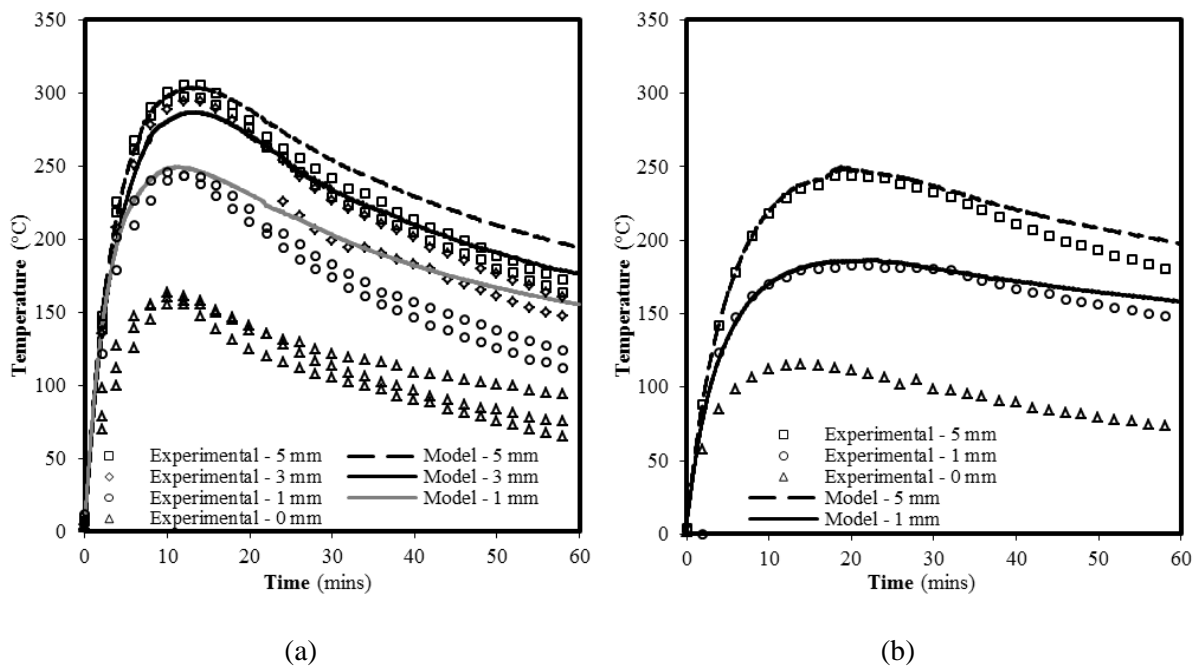 350
300
250
200
150
100
50
0
Temperature (°C)
Experimental - 5 mm
Experimental - 3 mm
Experimental - 1 mm
Experimental - 0 mm
Model - 5 mm
Model - 3 mm
Model - 1 mm
0 10 20 30 40 50 60
Time (mins)
(a)
350
300
250
200
150
100
50
0
Temperature (°C)
Experimental - 5 mm
Experimental - 1 mm
Experimental - 0 mm
Model - 5 mm
Model - 1 mm
0 10 20 30 40 50 60
Time (mins)
(b)